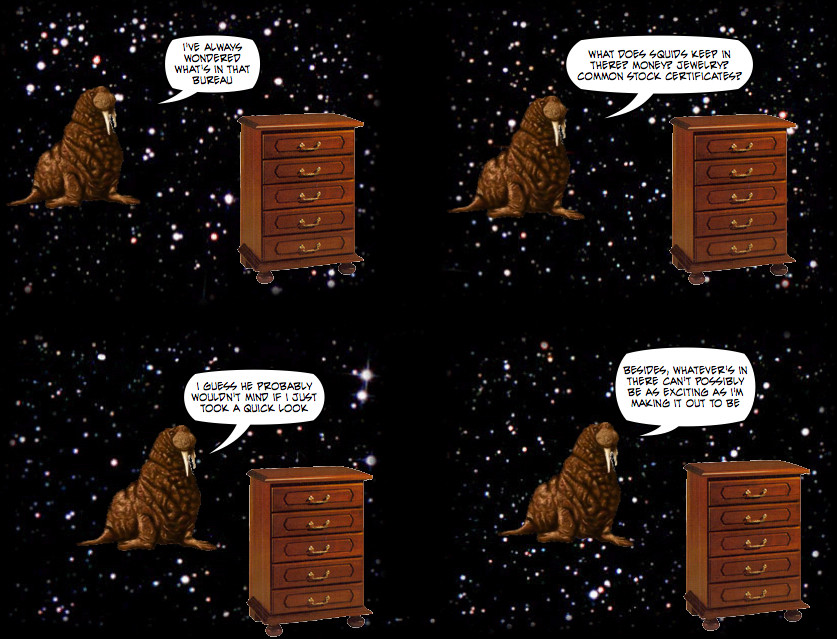 I'VE ALWAYS
WONDERED
WHAT'S IN THAT
BUREAU
WHAT DOES SQUIDS KEEP IN
THERE? MONEY? JEWELRY?
COMMON STOCK CERTIFICATES?
I GUESS HE PROBABLY
WOULDN'T MIND IF I JUST
TOOK A QUICK LOOK
BESIDES, WHATEVER'S IN
THERE CAN'T POSSIBLY
BE AS EXCITING AS I'M
MAKING IT OUT TO BE